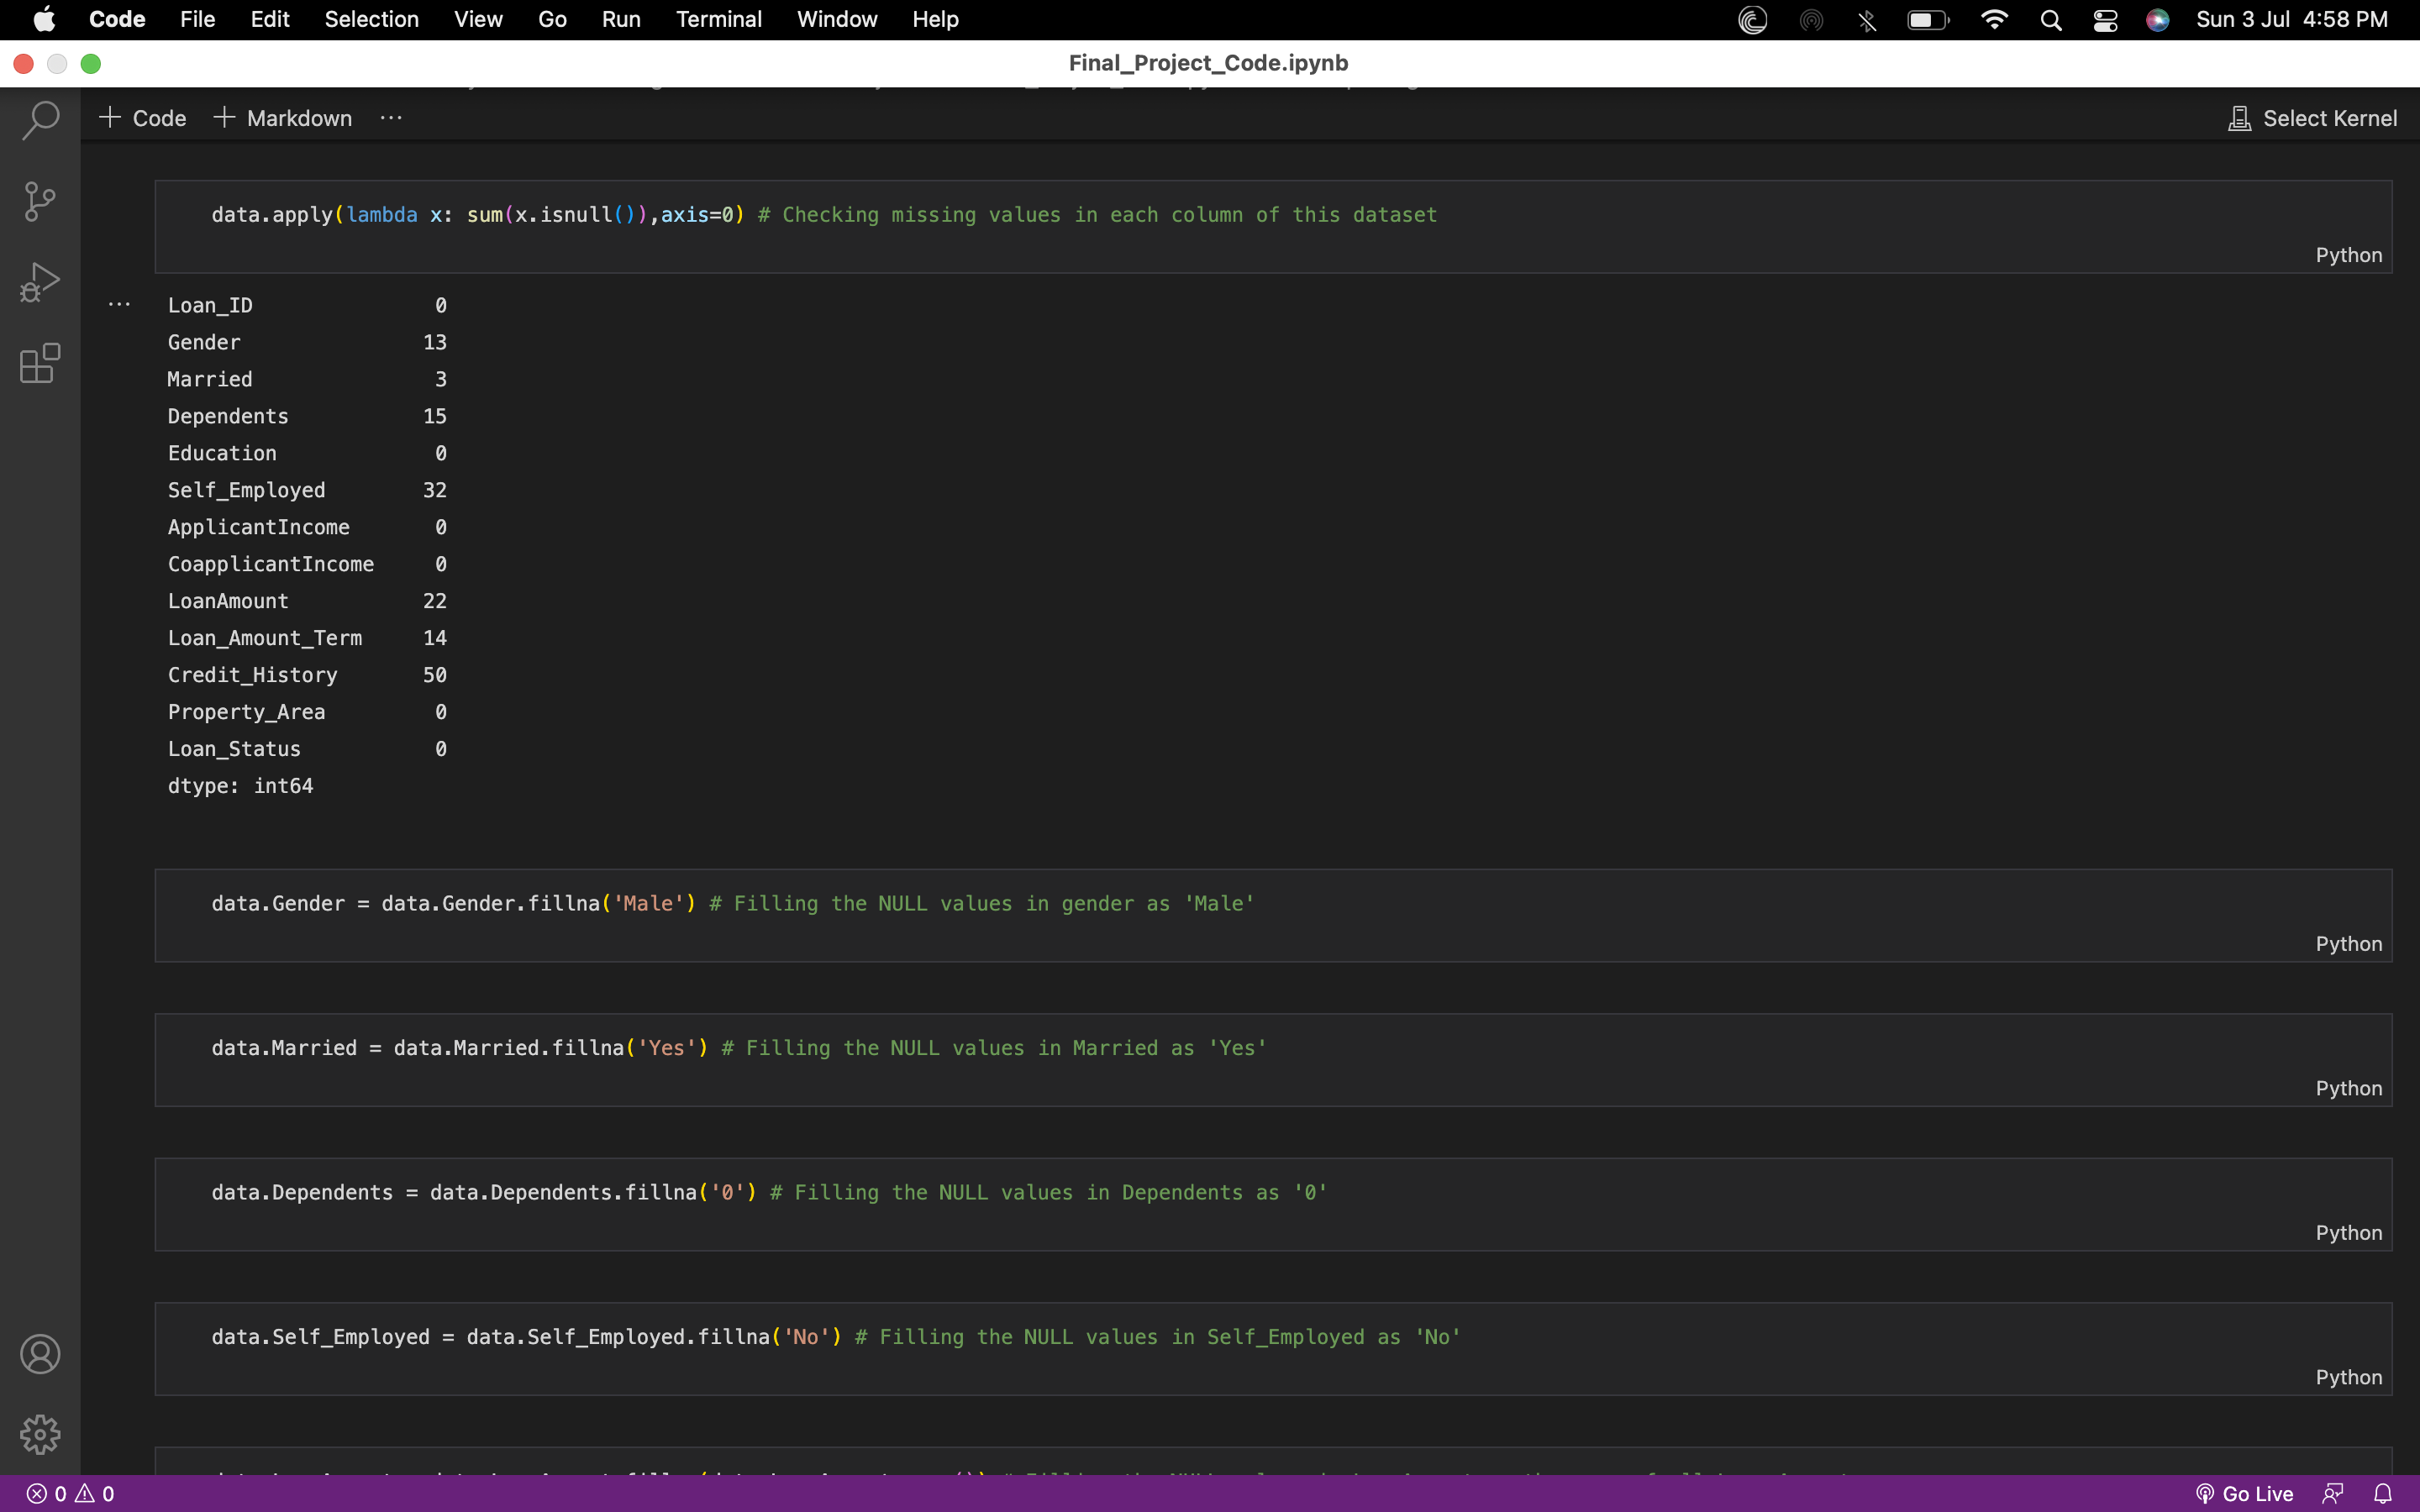 Code File Edit Selection View Go Run Terminal Window Help Sun 3 Jul 4:58 PM
Final_Project_Code.ipynb
+ Code + Markdown ... Select Kernel
data.apply(lambda x: sum(x.isnull()),axis=0) # Checking missing values in each column of this dataset
Python
Loan_ID 0
Gender 13
Married 3
Dependents 15
Education 0
Self_Employed 32
ApplicantIncome 0
CoapplicantIncome 0
LoanAmount 22
Loan_Amount_Term 14
Credit_History 50
Property_Area 0
Loan_Status 0
dtype: int64
data.Gender = data.Gender.fillna('Male') # Filling the NULL values in gender as 'Male'
Python
data.Married = data.Married.fillna('Yes') # Filling the NULL values in Married as 'Yes'
Python
data.Dependents = data.Dependents.fillna('0') # Filling the NULL values in Dependents as '0'
Python
data.Self_Employed = data.Self_Employed.fillna('No') # Filling the NULL values in Self_Employed as 'No'
Python
0 0 Go Live